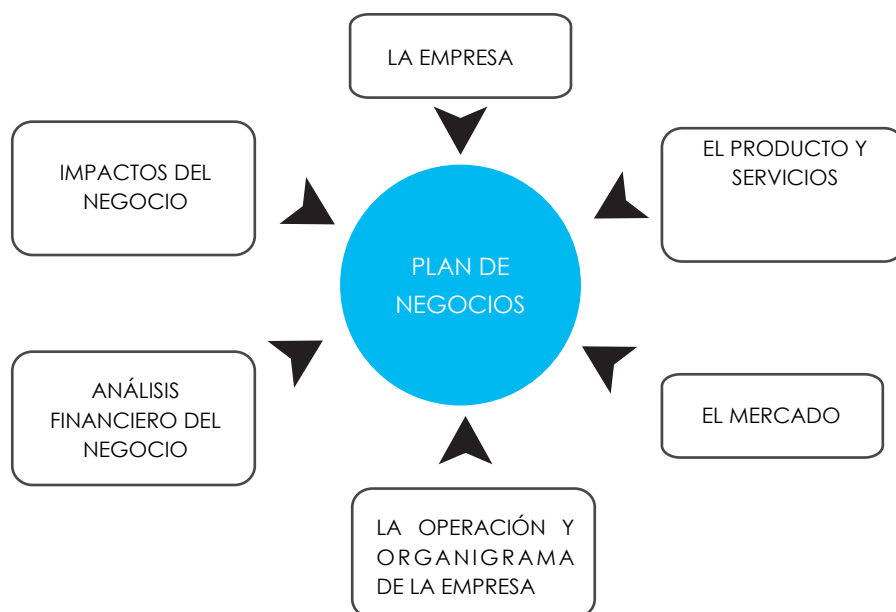 LA EMPRESA
IMPACTOS DEL
NEGOCIO
EL PRODUCTO Y
SERVICIOS
PLAN DE
NEGOCIOS
ANÁLISIS
FINANCIERO DEL
NEGOCIO
EL MERCADO
LA OPERACIÓN Y
ORGANIGRAMA
DE LA EMPRESA